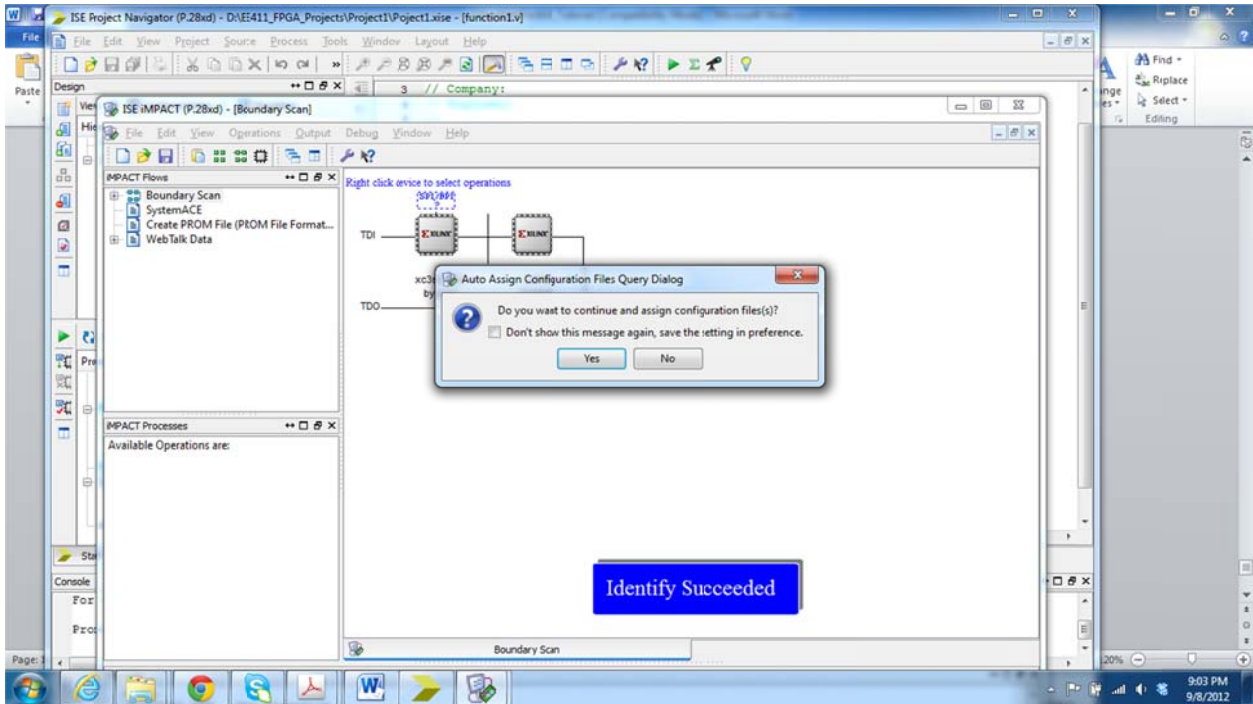 ISE Project Navigator (P.28xd) - D:\EE411_FPGA_Projects\Project1\Poject1.xise - [function1.v]
File
File Edit View Project Source Process Tools Window Layout Help
Find
Replace
Select
Editing
Paste
Design
3 // Company:
ISE iMPACT (P.28xd) - [Boundary Scan]
File Edit View Operations Output Debug Window Help
iMPACT Flows
Boundary Scan
SystemACE
Create PROM File (PROM File Format...
WebTalk Data
Right click device to select operations
TDI
XILINX
XILINX
TDO
Auto Assign Configuration Files Query Dialog
Do you want to continue and assign configuration files(s)?
Don't show this message again, save the setting in preference.
Yes
No
iMPACT Processes
Available Operations are:
Identify Succeeded
Console
Boundary Scan
Page:
120%
9:03 PM
9/8/2012